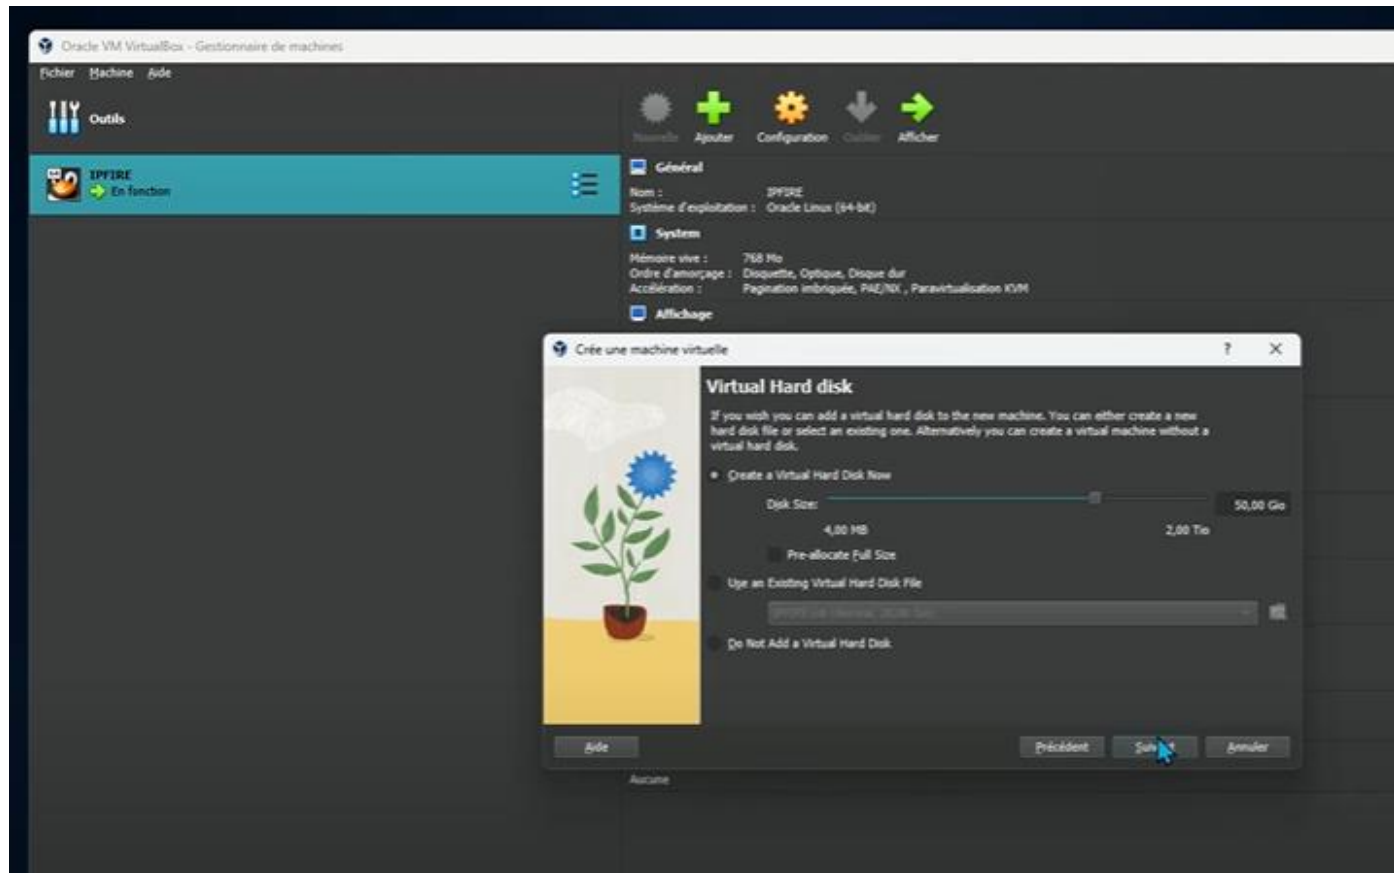 Oracle VM VirtualBox - Gestionnaire de machines
Fichier Machine Aide
Outils
Nouvelle Ajouter Configuration Oublier Afficher
IPFIRE
En fonction
Général
Nom : IPFIRE
Système d'exploitation : Oracle Linux (64-bit)
System
Mémoire vive : 768 Mo
Ordre d'amorçage : Disquette, Optique, Disque dur
Accélération : Pagination imbriquée, PAE/NX , Paravirtualisation KVM
Affichage
Crée une machine virtuelle ? X
Virtual Hard disk
If you wish you can add a virtual hard disk to the new machine. You can either create a new
hard disk file or select an existing one. Alternatively you can create a virtual machine without a
virtual hard disk.
Create a Virtual Hard Disk Now
Disk Size: 50,00 Gio
4,00 MB 2,00 Tio
Pre-allocate Full Size
Use an Existing Virtual Hard Disk File
Do Not Add a Virtual Hard Disk
Aide Précédent Annuler
Aucune